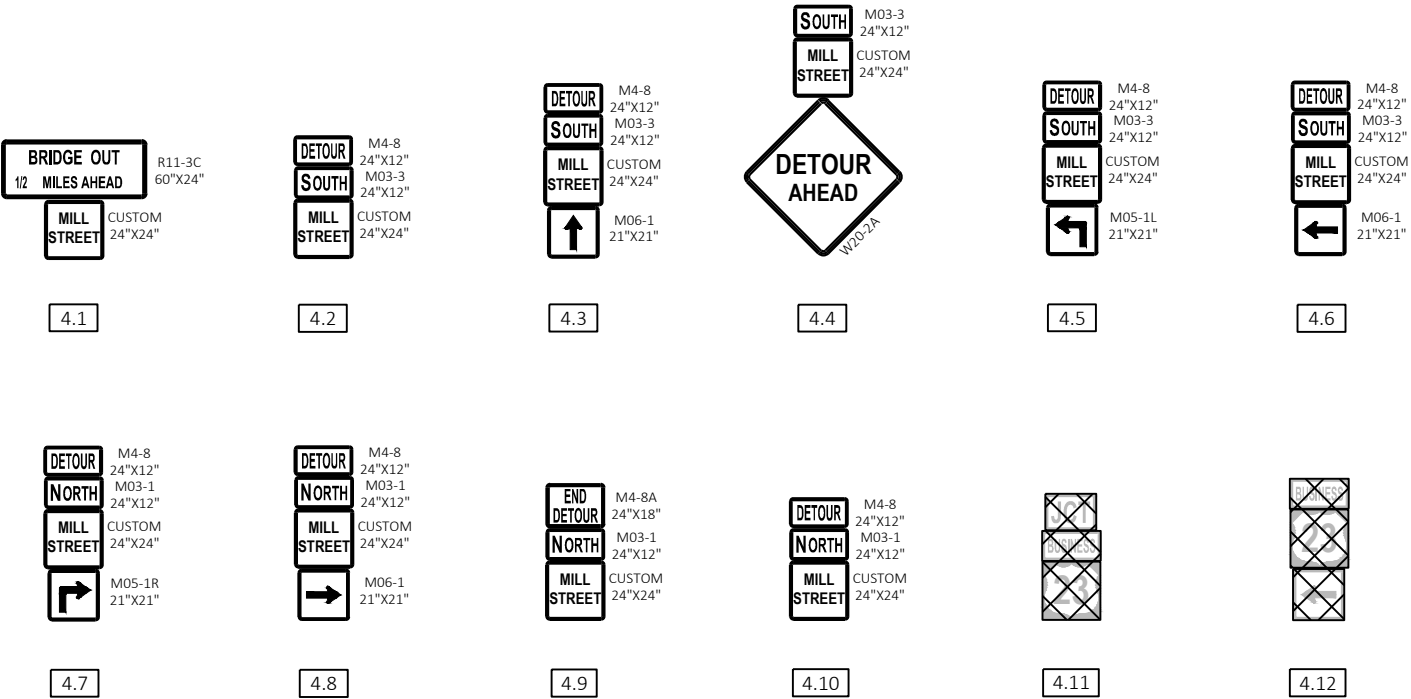 BRIDGE OUT
1/2 MILES AHEAD
R11-3C
60"X24"
MILL
STREET
CUSTOM
24"X24"
4.1
DETOUR
M4-8
24"X12"
SOUTH
M03-3
24"X12"
MILL
STREET
CUSTOM
24"X24"
4.2
DETOUR
M4-8
24"X12"
SOUTH
M03-3
24"X12"
MILL
STREET
CUSTOM
24"X24"
M06-1
21"X21"
4.3
SOUTH
M03-3
24"X12"
MILL
STREET
CUSTOM
24"X24"
DETOUR
AHEAD
W20-2A
4.4
DETOUR
M4-8
24"X12"
SOUTH
M03-3
24"X12"
MILL
STREET
CUSTOM
24"X24"
M05-1L
21"X21"
4.5
DETOUR
M4-8
24"X12"
SOUTH
M03-3
24"X12"
MILL
STREET
CUSTOM
24"X24"
M06-1
21"X21"
4.6
DETOUR
M4-8
24"X12"
NORTH
M03-1
24"X12"
MILL
STREET
CUSTOM
24"X24"
M05-1R
21"X21"
4.7
DETOUR
M4-8
24"X12"
NORTH
M03-1
24"X12"
MILL
STREET
CUSTOM
24"X24"
M06-1
21"X21"
4.8
END
DETOUR
M4-8A
24"X18"
NORTH
M03-1
24"X12"
MILL
STREET
CUSTOM
24"X24"
4.9
DETOUR
M4-8
24"X12"
NORTH
M03-1
24"X12"
MILL
STREET
CUSTOM
24"X24"
4.10
JCT
BUSINESS
23
4.11
BUSINESS
23
4.12